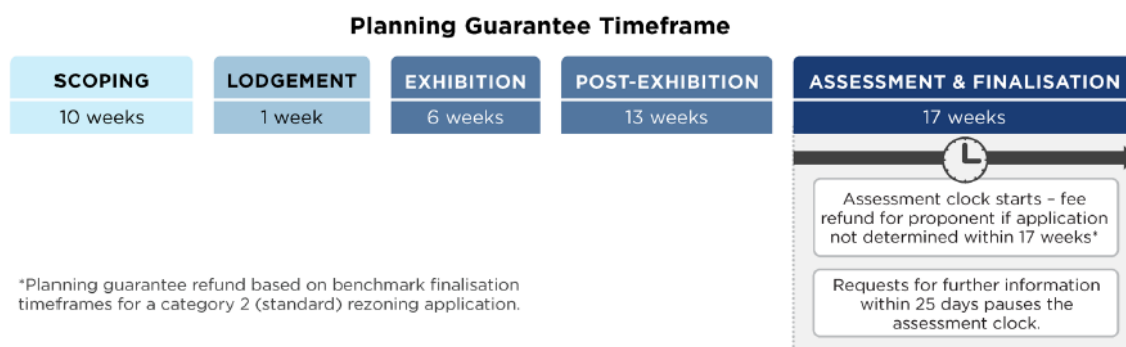 Planning Guarantee Timeframe
SCOPING
10 weeks
LODGEMENT
1 week
EXHIBITION
6 weeks
POST-EXHIBITION
13 weeks
ASSESSMENT & FINALISATION
17 weeks
Assessment clock starts – fee
refund for proponent if application
not determined within 17 weeks*
Requests for further information
within 25 days pauses the
assessment clock.
*Planning guarantee refund based on benchmark finalisation
timeframes for a category 2 (standard) rezoning application.